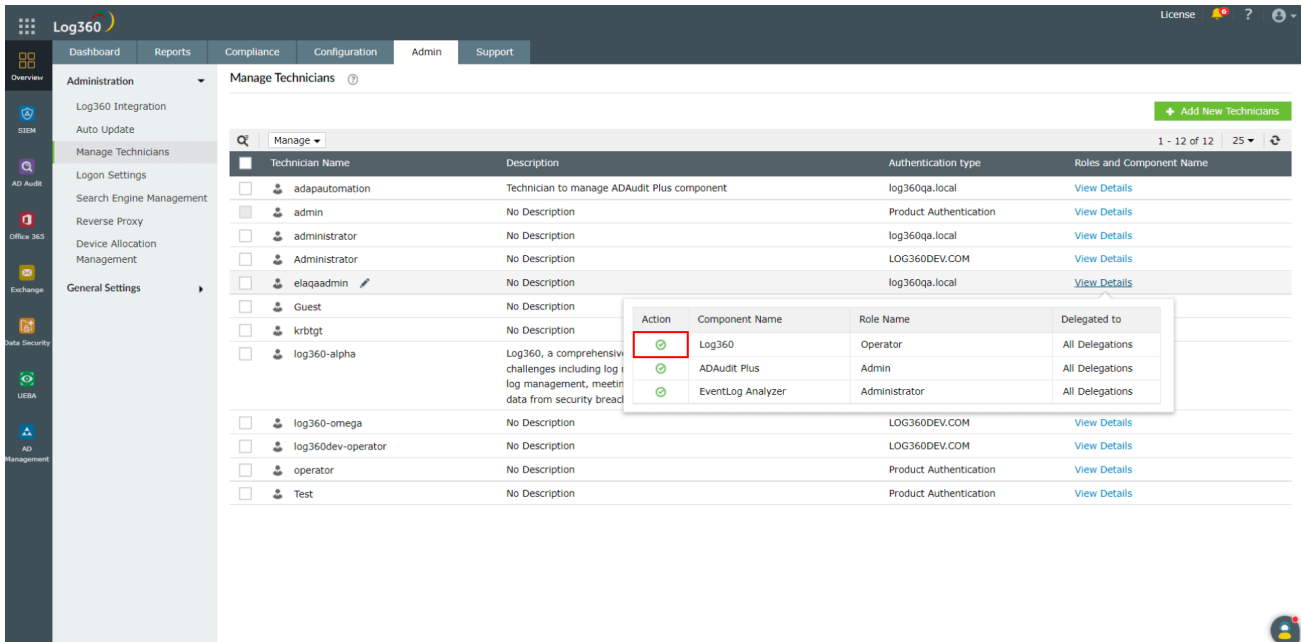 License 6 ?
Log360
Dashboard Reports Compliance Configuration Admin Support
Overview
SIEM
AD Audit
Office 365
Exchange
Data Security
UEBA
AD
Management
Administration
Log360 Integration
Auto Update
Manage Technicians
Logon Settings
Search Engine Management
Reverse Proxy
Device Allocation
Management
General Settings
Manage Technicians ?
+ Add New Technicians
Manage 1 - 12 of 12 25
Technician Name Description Authentication type Roles and Component Name
adapautomation Technician to manage ADAudit Plus component log360qa.local View Details
admin No Description Product Authentication View Details
administrator No Description log360qa.local View Details
Administrator No Description LOG360DEV.COM View Details
elaqaadmin No Description log360qa.local View Details
Guest No Description
krbtgt No Description
log360-alpha Log360, a comprehensiv
challenges including log
log management, meetin
data from security breac
Action Component Name Role Name Delegated to
Log360 Operator All Delegations
ADAudit Plus Admin All Delegations
EventLog Analyzer Administrator All Delegations
log360-omega No Description LOG360DEV.COM View Details
log360dev-operator No Description LOG360DEV.COM View Details
operator No Description Product Authentication View Details
Test No Description Product Authentication View Details